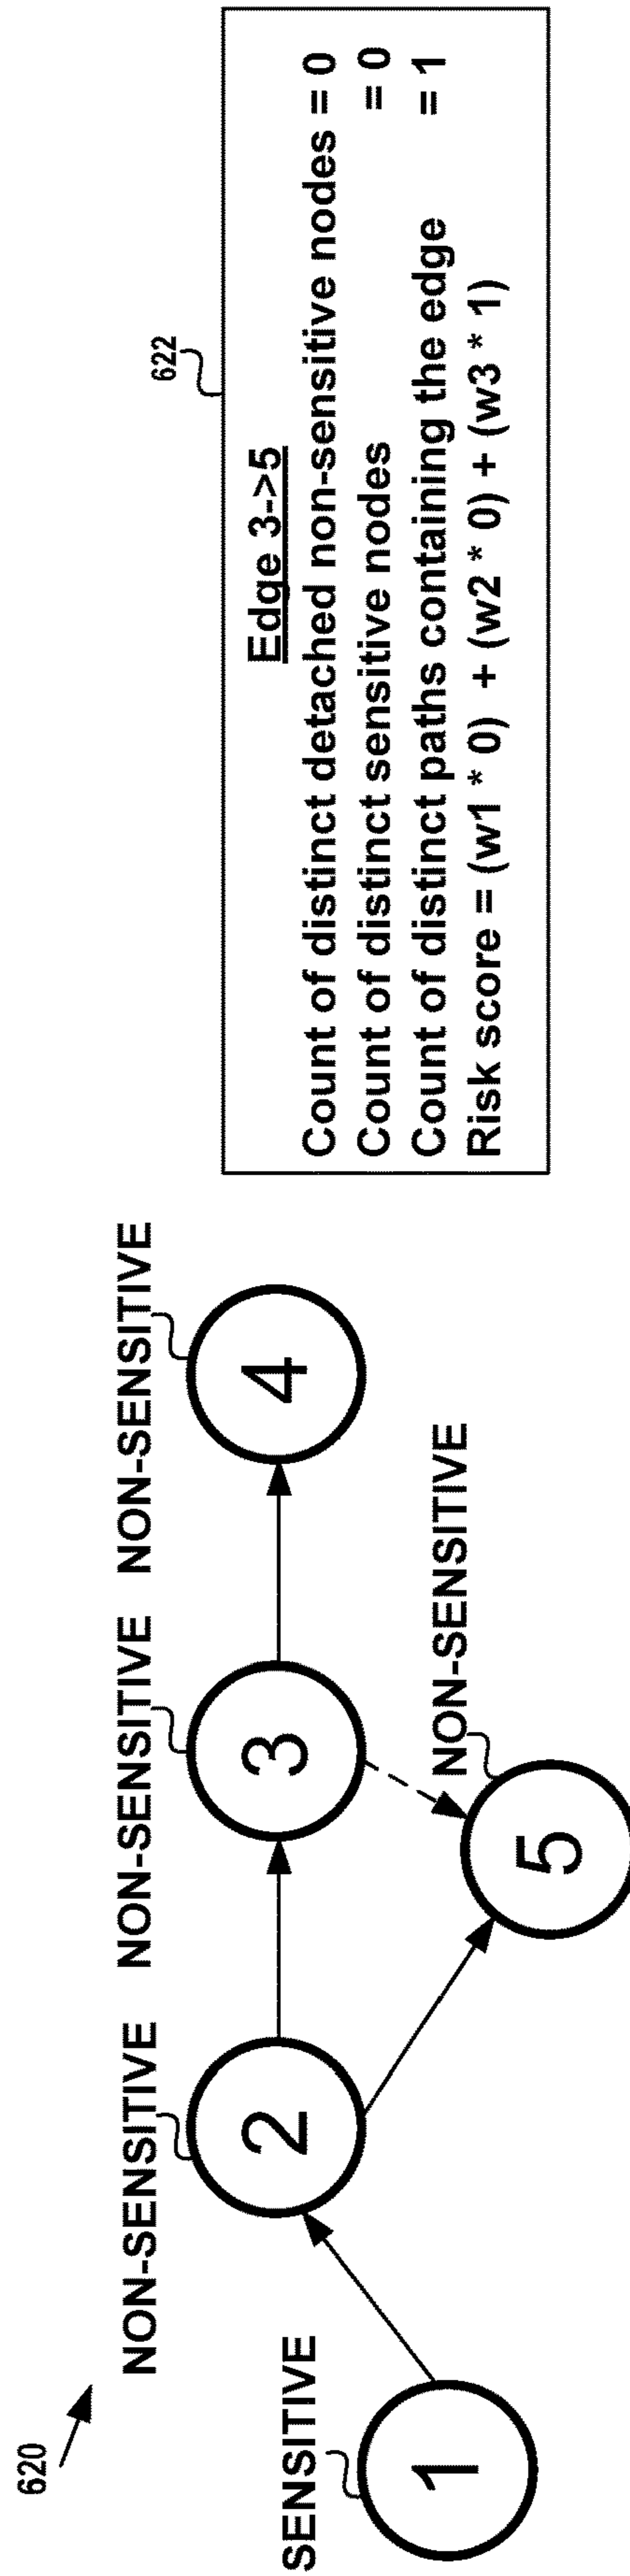 620
SENSITIVE
1
NON-SENSITIVE
2
NON-SENSITIVE
3
NON-SENSITIVE
4
NON-SENSITIVE
5
622
Edge 3->5
Count of distinct detached non-sensitive nodes = 0
Count of distinct sensitive nodes = 0
Count of distinct paths containing the edge = 1
Risk score = (w1 * 0) + (w2 * 0) + (w3 * 1)